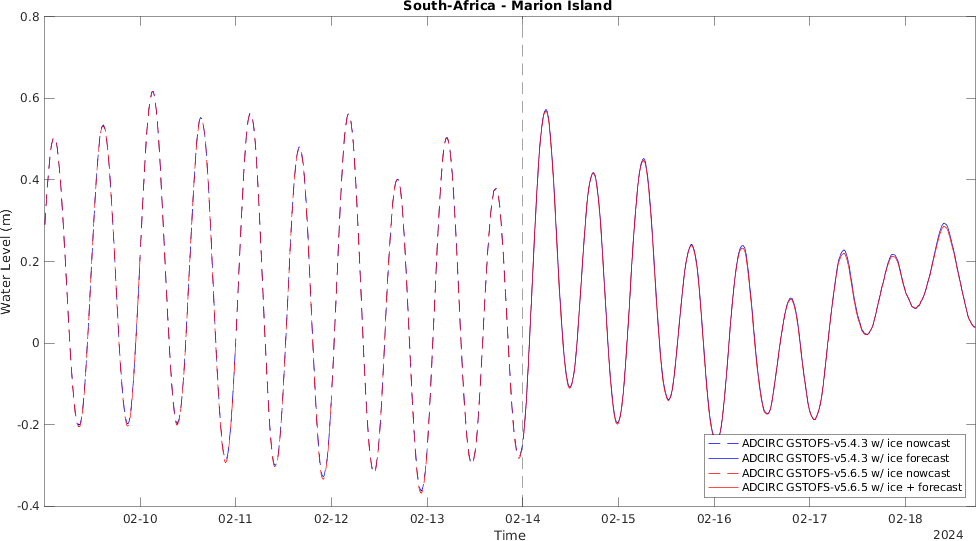 South-Africa - Marion Island
0.8
0.6
0.4
0.2
0
-0.2
-0.4
Water Level (m)
02-10 02-11 02-12 02-13 02-14 02-15 02-16 02-17 02-18
Time
2024
ADCIRC GSTOFS-v5.4.3 w/ ice nowcast
ADCIRC GSTOFS-v5.4.3 w/ ice forecast
ADCIRC GSTOFS-v5.6.5 w/ ice nowcast
ADCIRC GSTOFS-v5.6.5 w/ ice + forecast